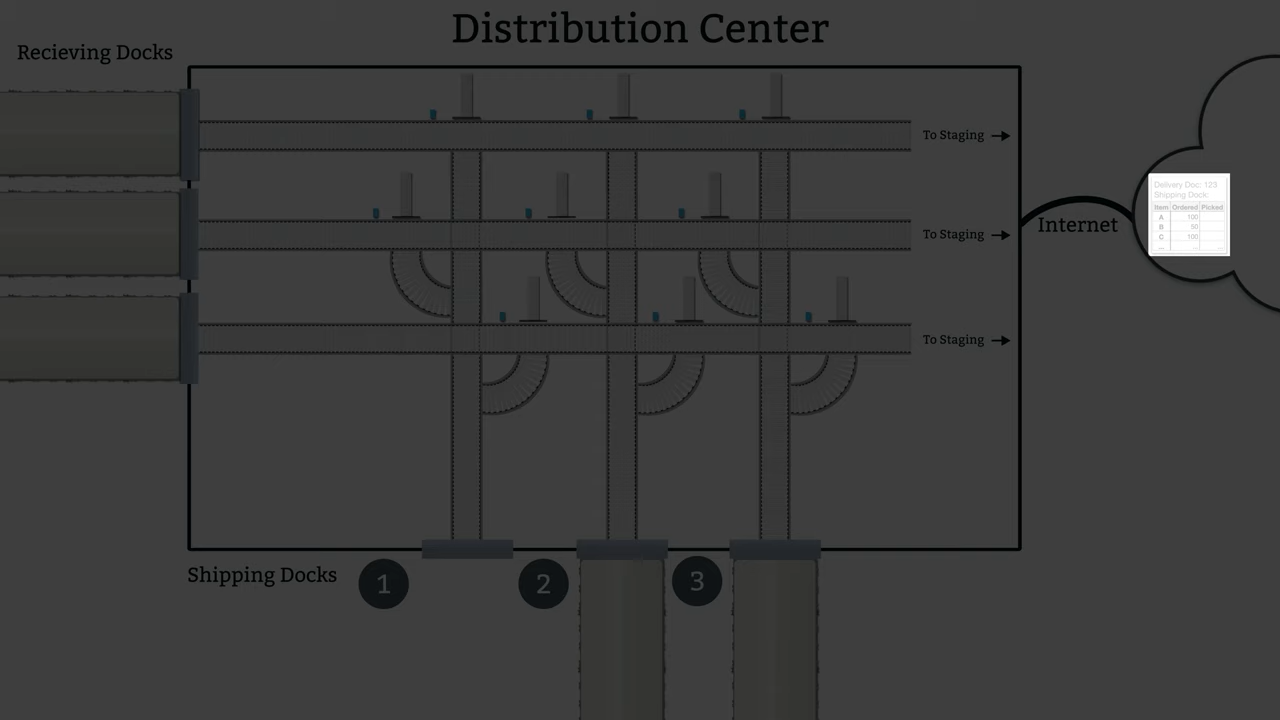 Distribution Center
Recieving Docks
To Staging
To Staging
To Staging
Internet
Delivery Doc: 123
Shipping Dock:
Item Ordered Picked
A 100
B 50
C 100
... ... ...
Shipping Docks
1 2 3